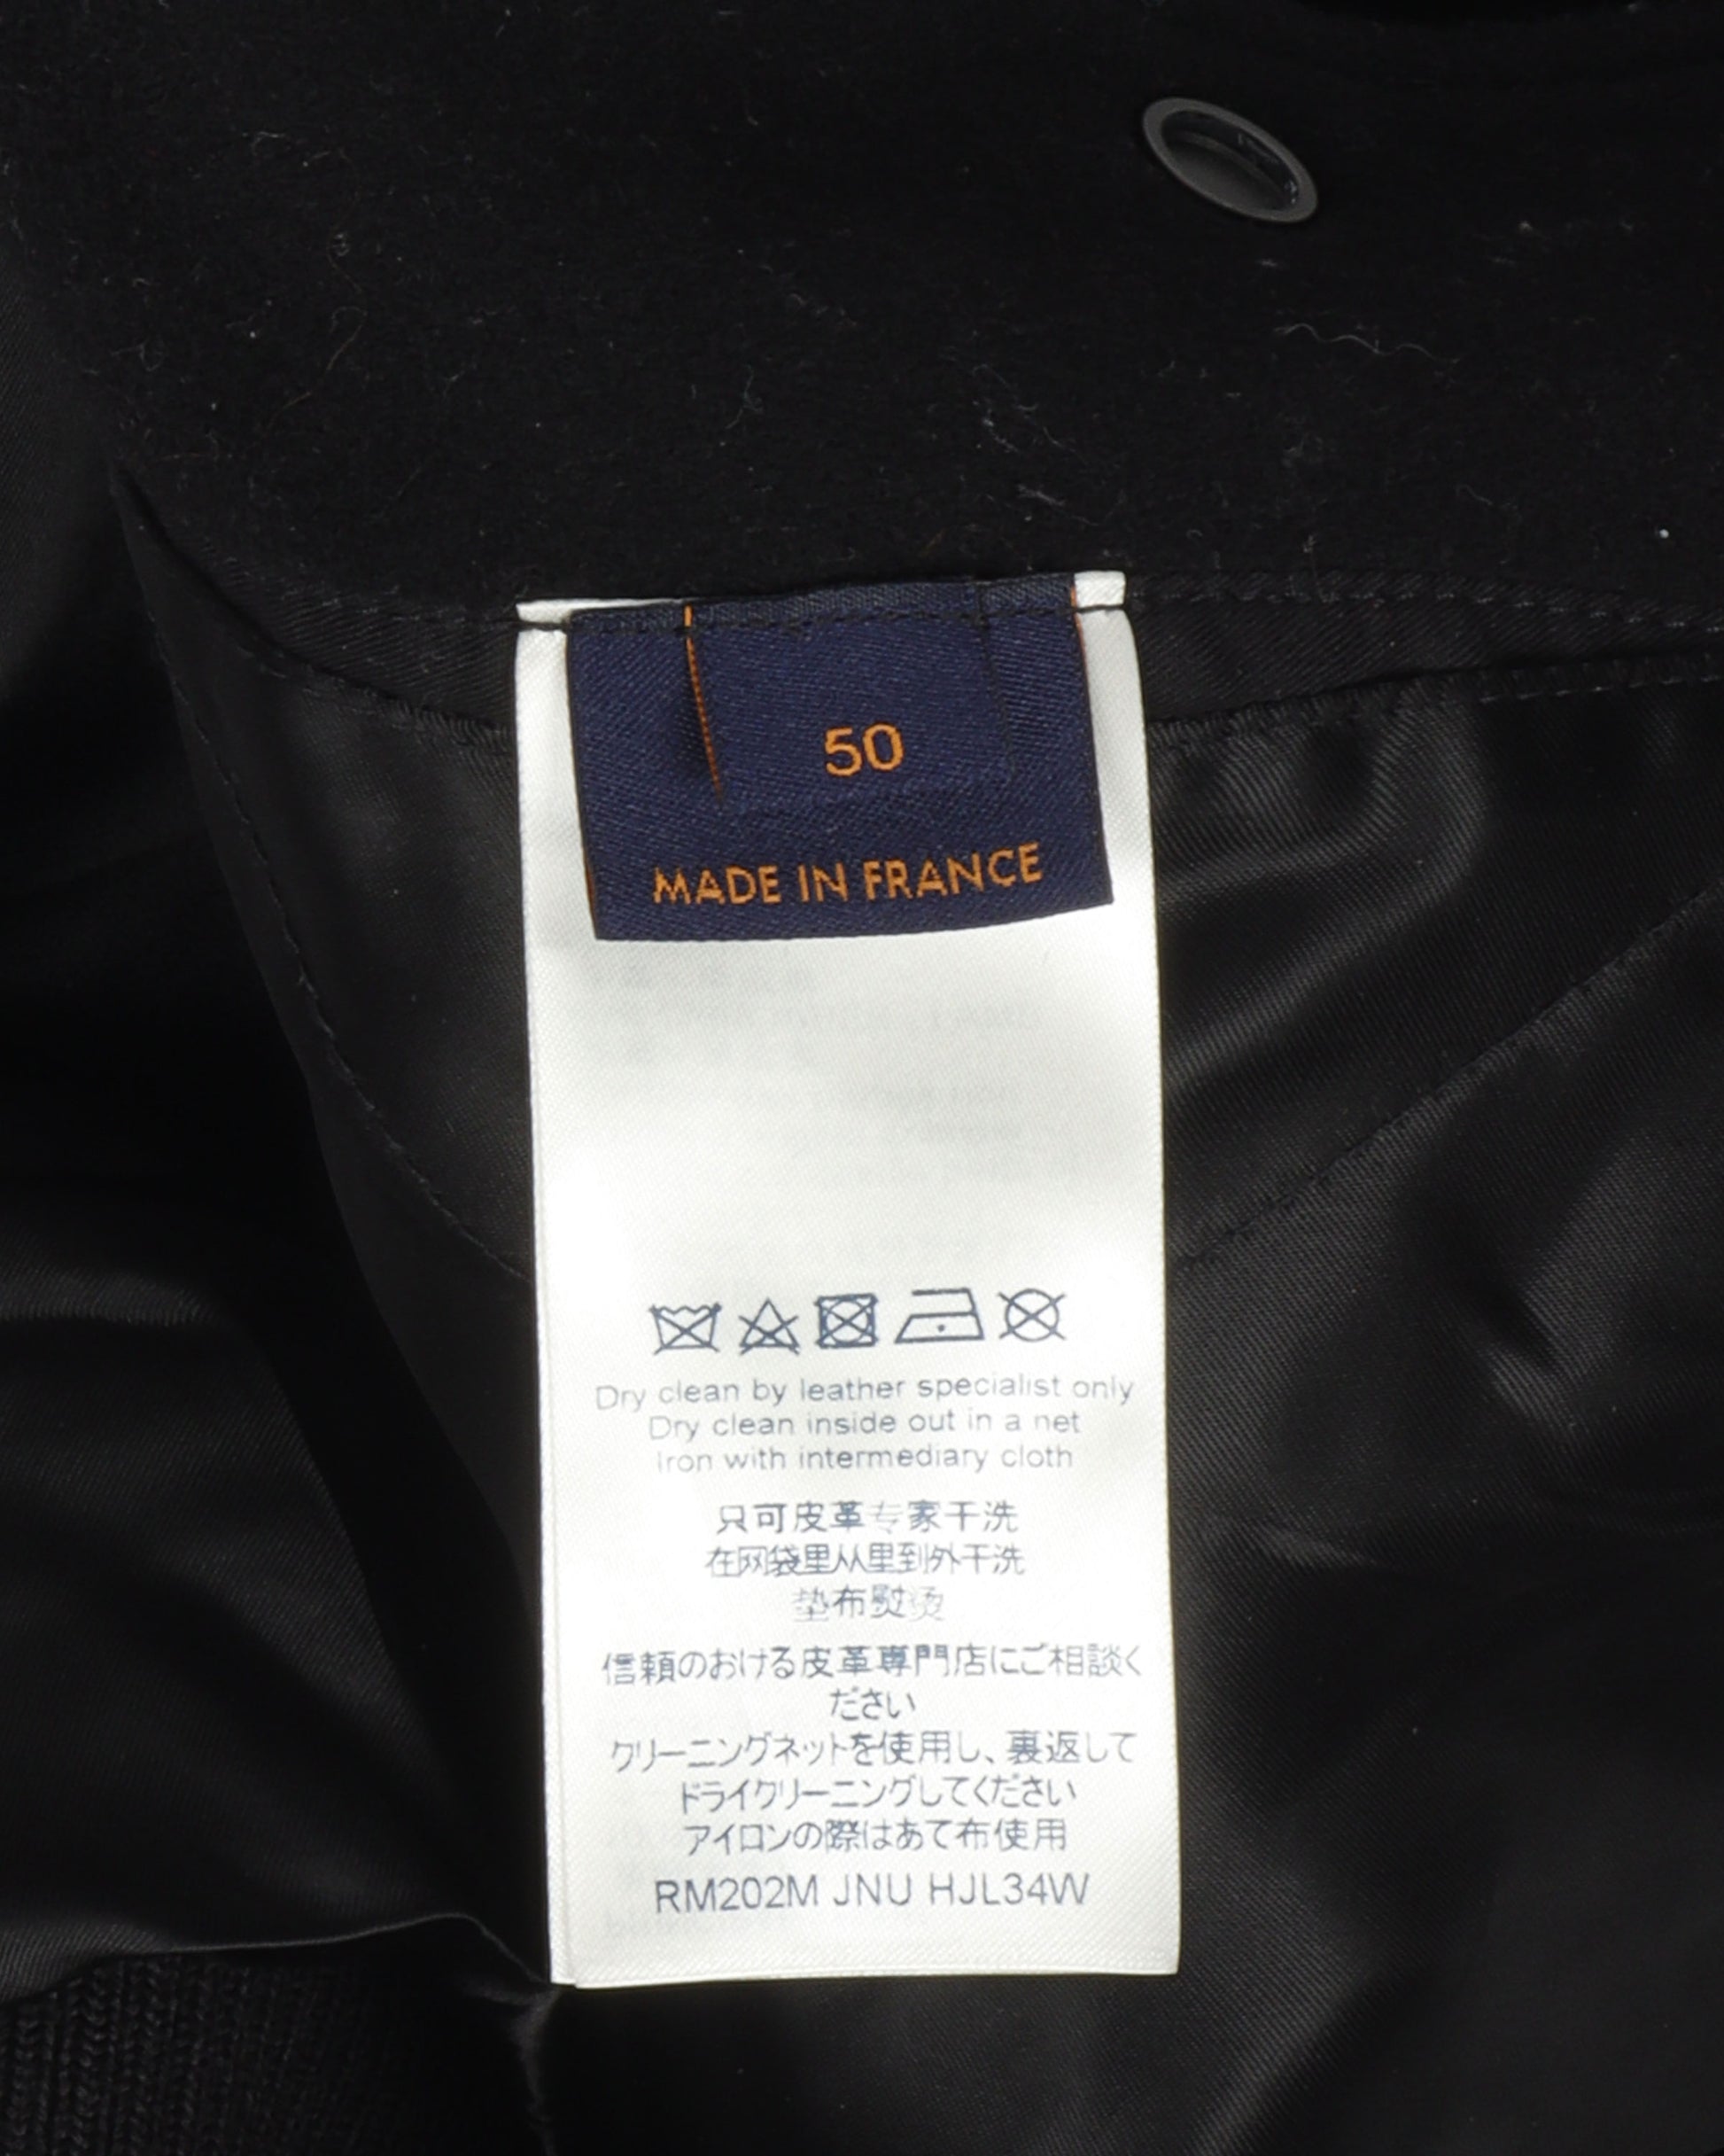 50
MADE IN FRANCE
Dry clean by leather specialist only
Dry clean inside out in a net
Iron with intermediary cloth
只可皮革专家干洗
在网袋里从里到外干洗
垫布熨烫
信頼のおける皮革専門店にご相談く
ださい
クリーニングネットを使用し、裏返して
ドライクリーニングしてください
アイロンの際はあて布使用
RM202M JNU HJL34W